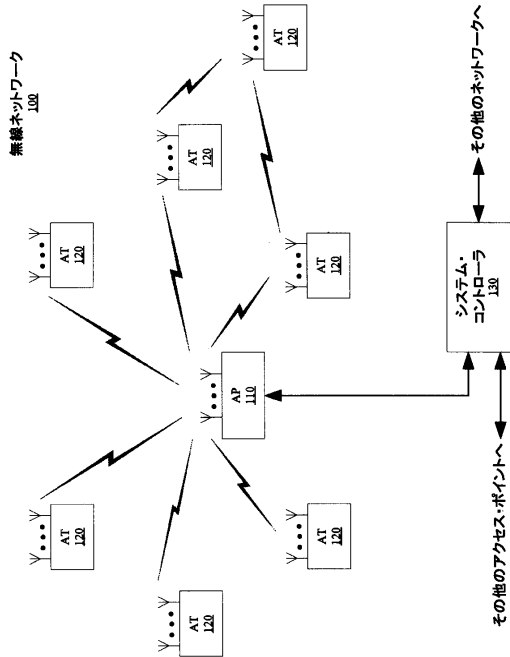 無線ネットワーク
100
AT
120
AT
120
AT
120
AT
120
AT
120
AP
110
AT
120
AT
120
システム・
コントローラ
130
その他のアクセス・ポイントへ
その他のネットワークへ